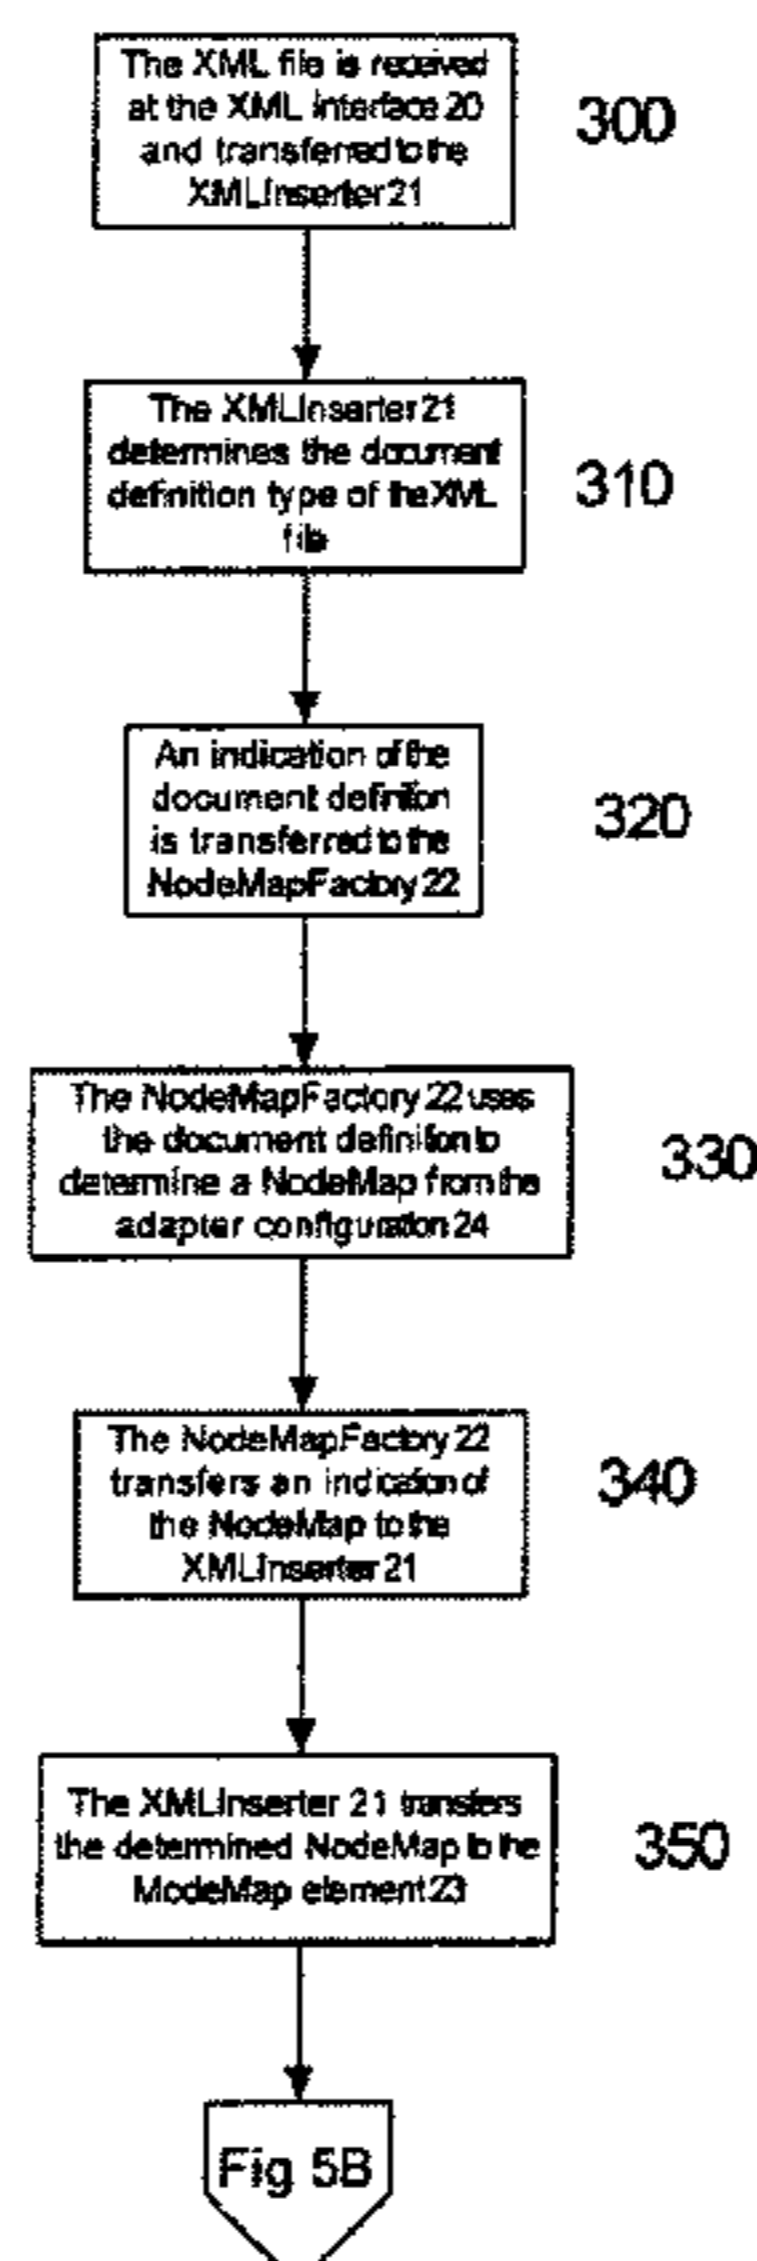 The XML file is received
at the XML interface 20
and transferred to the
XMLInserter 21
300
The XMLInserter 21
determines the document
definition type of the XML
file
310
An indication of the
document definition
is transferred to the
NodeMapFactory 22
320
The NodeMapFactory 22 uses
the document definition to
determine a NodeMap from the
adapter configuration 24
330
The NodeMapFactory 22
transfers an indication of
the NodeMap to the
XMLInserter 21
340
The XMLInserter 21 transfers
the determined NodeMap to the
ModeMap element 23
350
Fig 5B